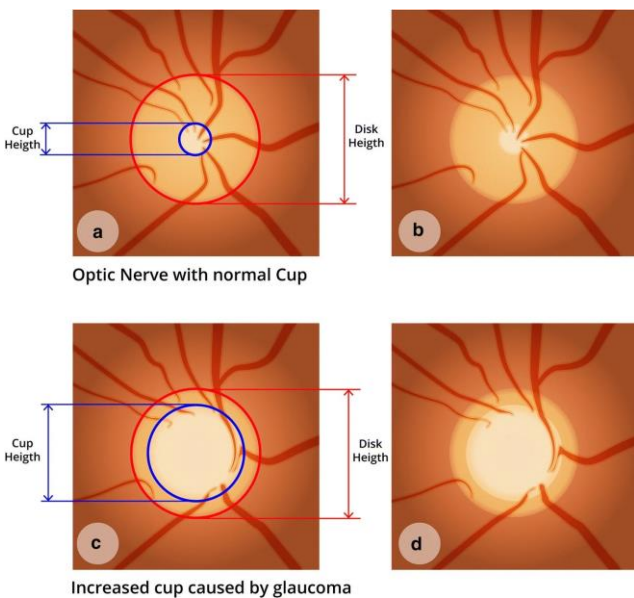 Cup
Heigth
Disk
Heigth
a
b
Optic Nerve with normal Cup
Cup
Heigth
Disk
Heigth
c
d
Increased cup caused by glaucoma